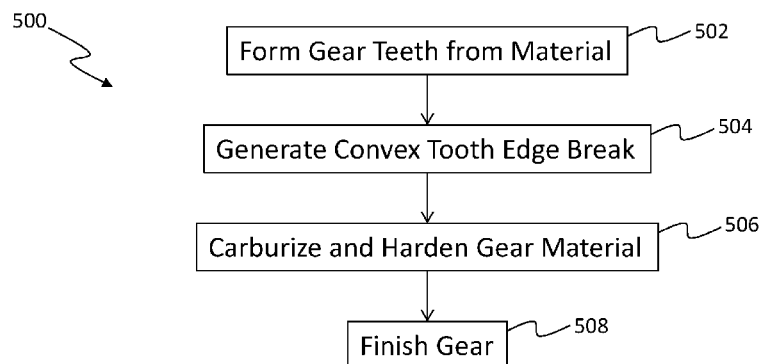 500
Form Gear Teeth from Material
502
Generate Convex Tooth Edge Break
504
Carburize and Harden Gear Material
506
Finish Gear
508